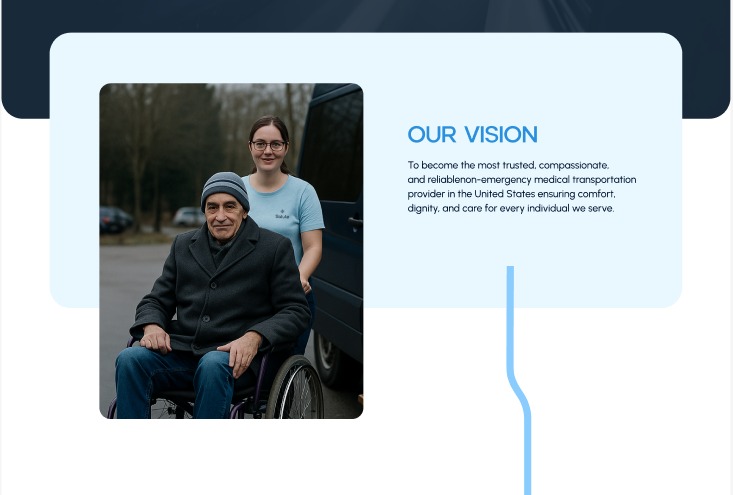 OUR VISION
To become the most trusted, compassionate,
and reliablenon-emergency medical transportation
provider in the United States ensuring comfort,
dignity, and care for every individual we serve.